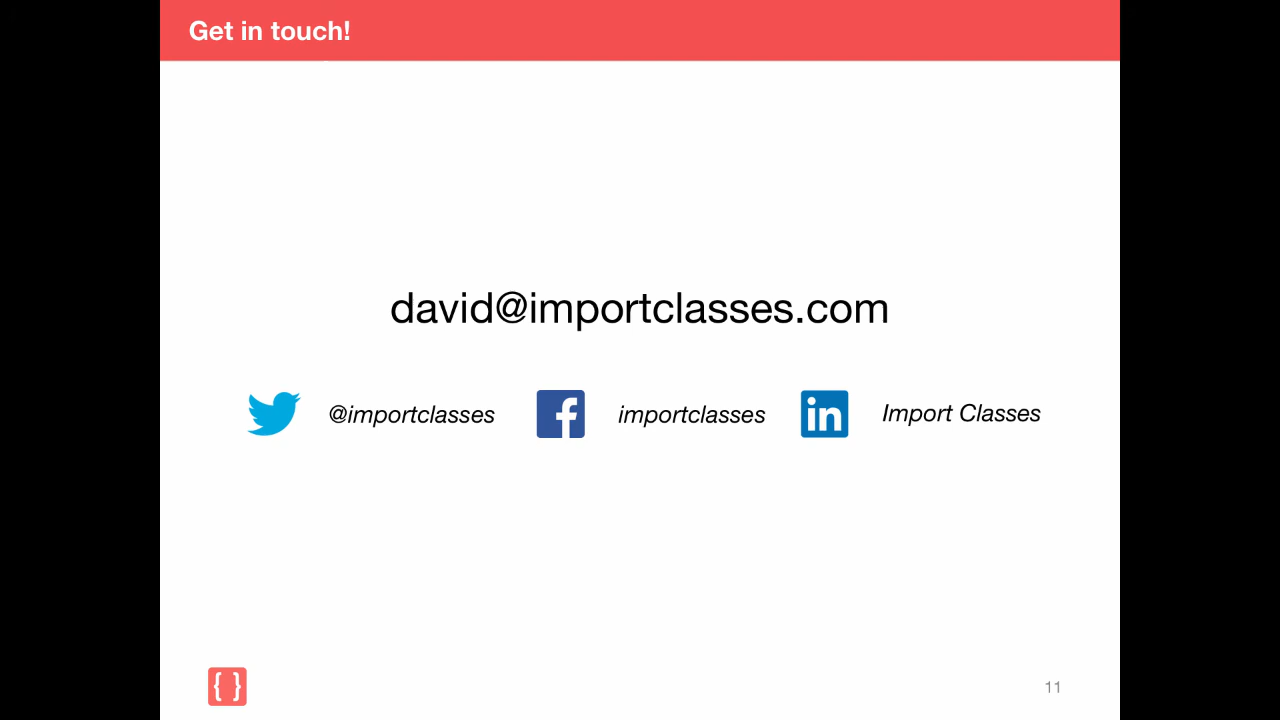 Get in touch!
david@importclasses.com
@importclasses importclasses Import Classes
{ } 11